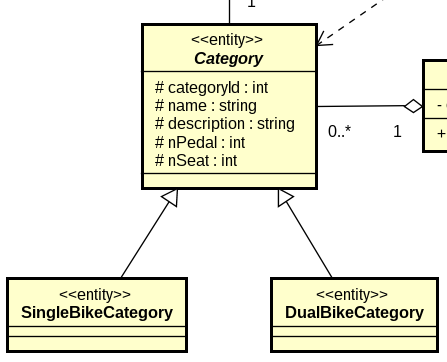 1
<<entity>>
Category
# categoryId : int
# name : string
# description : string
# nPedal : int
# nSeat : int
0..*
1
-
+
<<entity>>
SingleBikeCategory
<<entity>>
DualBikeCategory